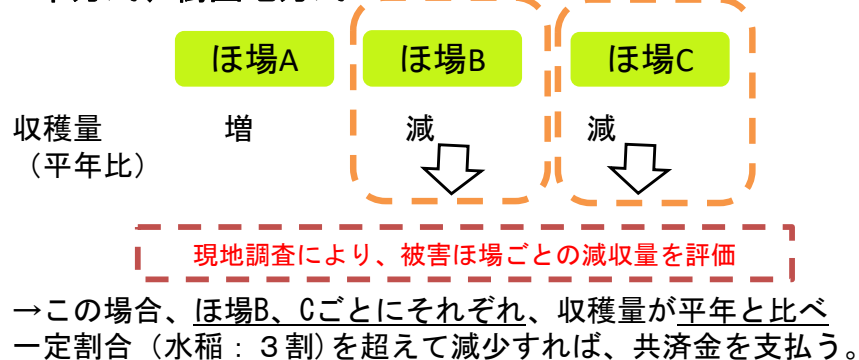 ほ場A ほ場B ほ場C
収穫量 増 減 減
（平年比）
現地調査により、被害ほ場ごとの減収量を評価
→この場合、ほ場B、Cごとにそれぞれ、収穫量が平年と比べ
一定割合（水稲：３割)を超えて減少すれば、共済金を支払う。